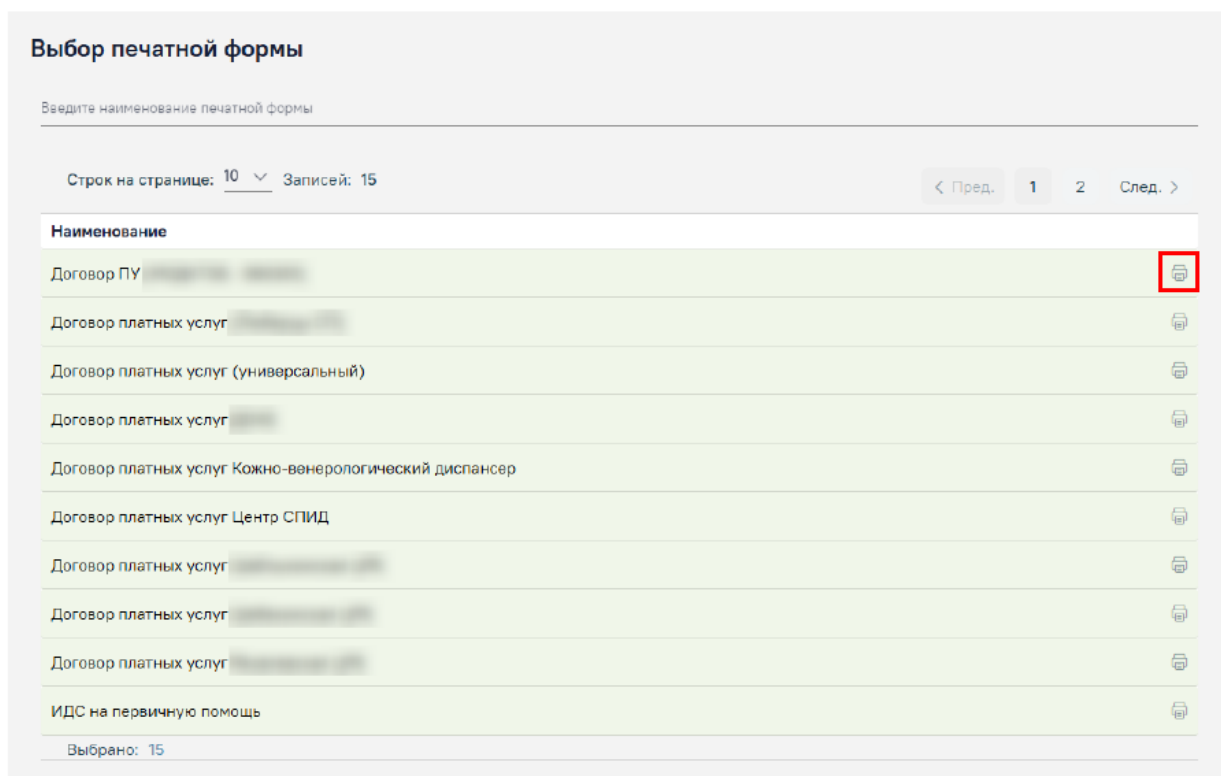 Выбор печатной формы
Введите наименование печатной формы
Строк на странице: 10 Записей: 15
Пред. 1 2 След.
Наименование
Договор ПУ
Договор платных услуг
Договор платных услуг (универсальный)
Договор платных услуг
Договор платных услуг Кожно-венерологический диспансер
Договор платных услуг Центр СПИД
Договор платных услуг
Договор платных услуг
Договор платных услуг
ИДС на первичную помощь
Выбрано: 15